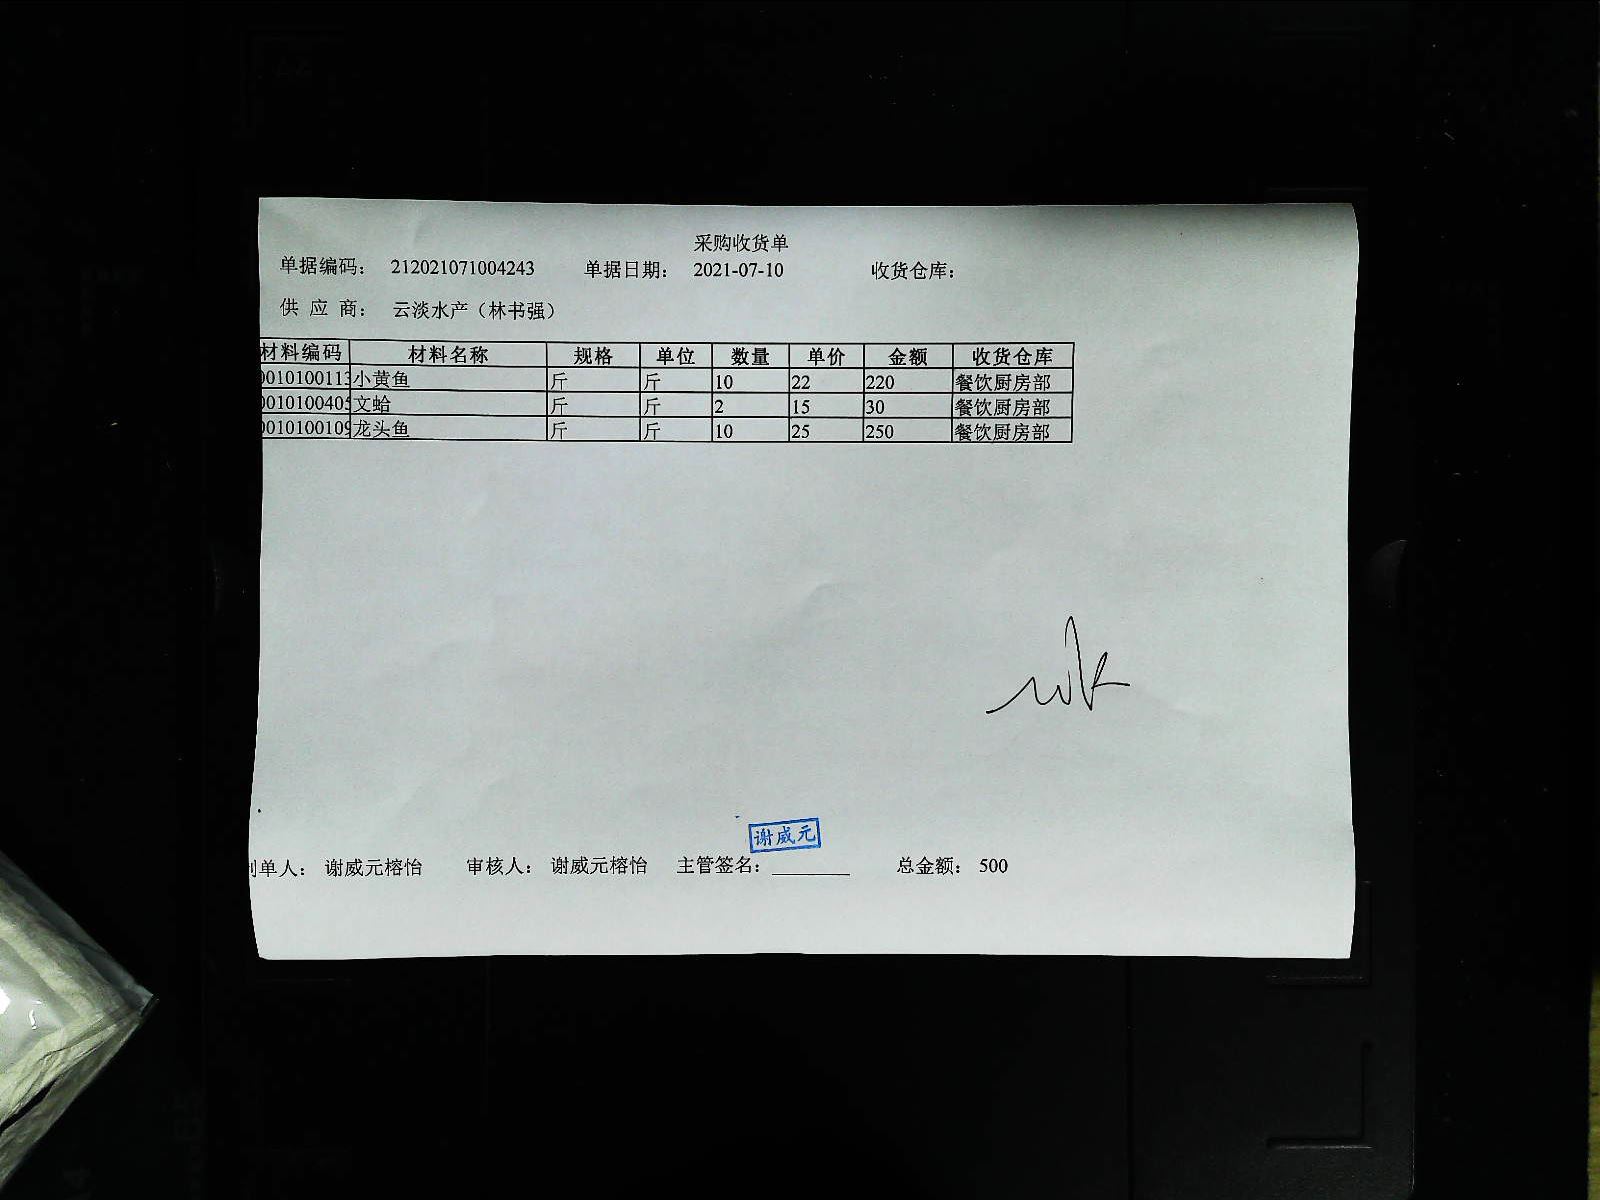 采购收货单
单据编码： 212021071004243 单据日期： 2021-07-10 收货仓库：
供 应 商： 云淡水产（林书强）
材料编码 材料名称 规格 单位 数量 单价 金额 收货仓库
0010100113 小黄鱼 斤 斤 10 22 220 餐饮厨房部
0010100405 文蛤 斤 斤 2 15 30 餐饮厨房部
0010100109 龙头鱼 斤 斤 10 25 250 餐饮厨房部
谢威元
制单人： 谢威元榕怡 审核人： 谢威元榕怡 主管签名： 总金额： 500